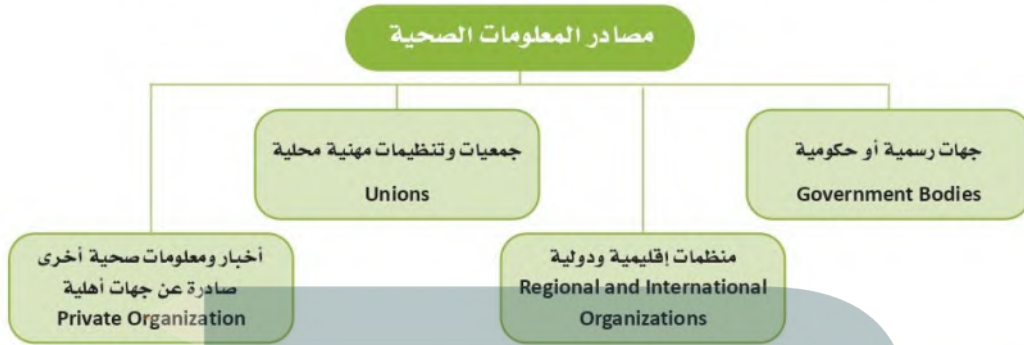 مصادر المعلومات الصحية
جهات رسمية أو حكومية
Government Bodies
منظمات إقليمية ودولية
Regional and International
Organizations
جمعيات وتنظيمات مهنية محلية
Unions
أخبار ومعلومات صحية أخرى
صادرة عن جهات أهلية
Private Organization